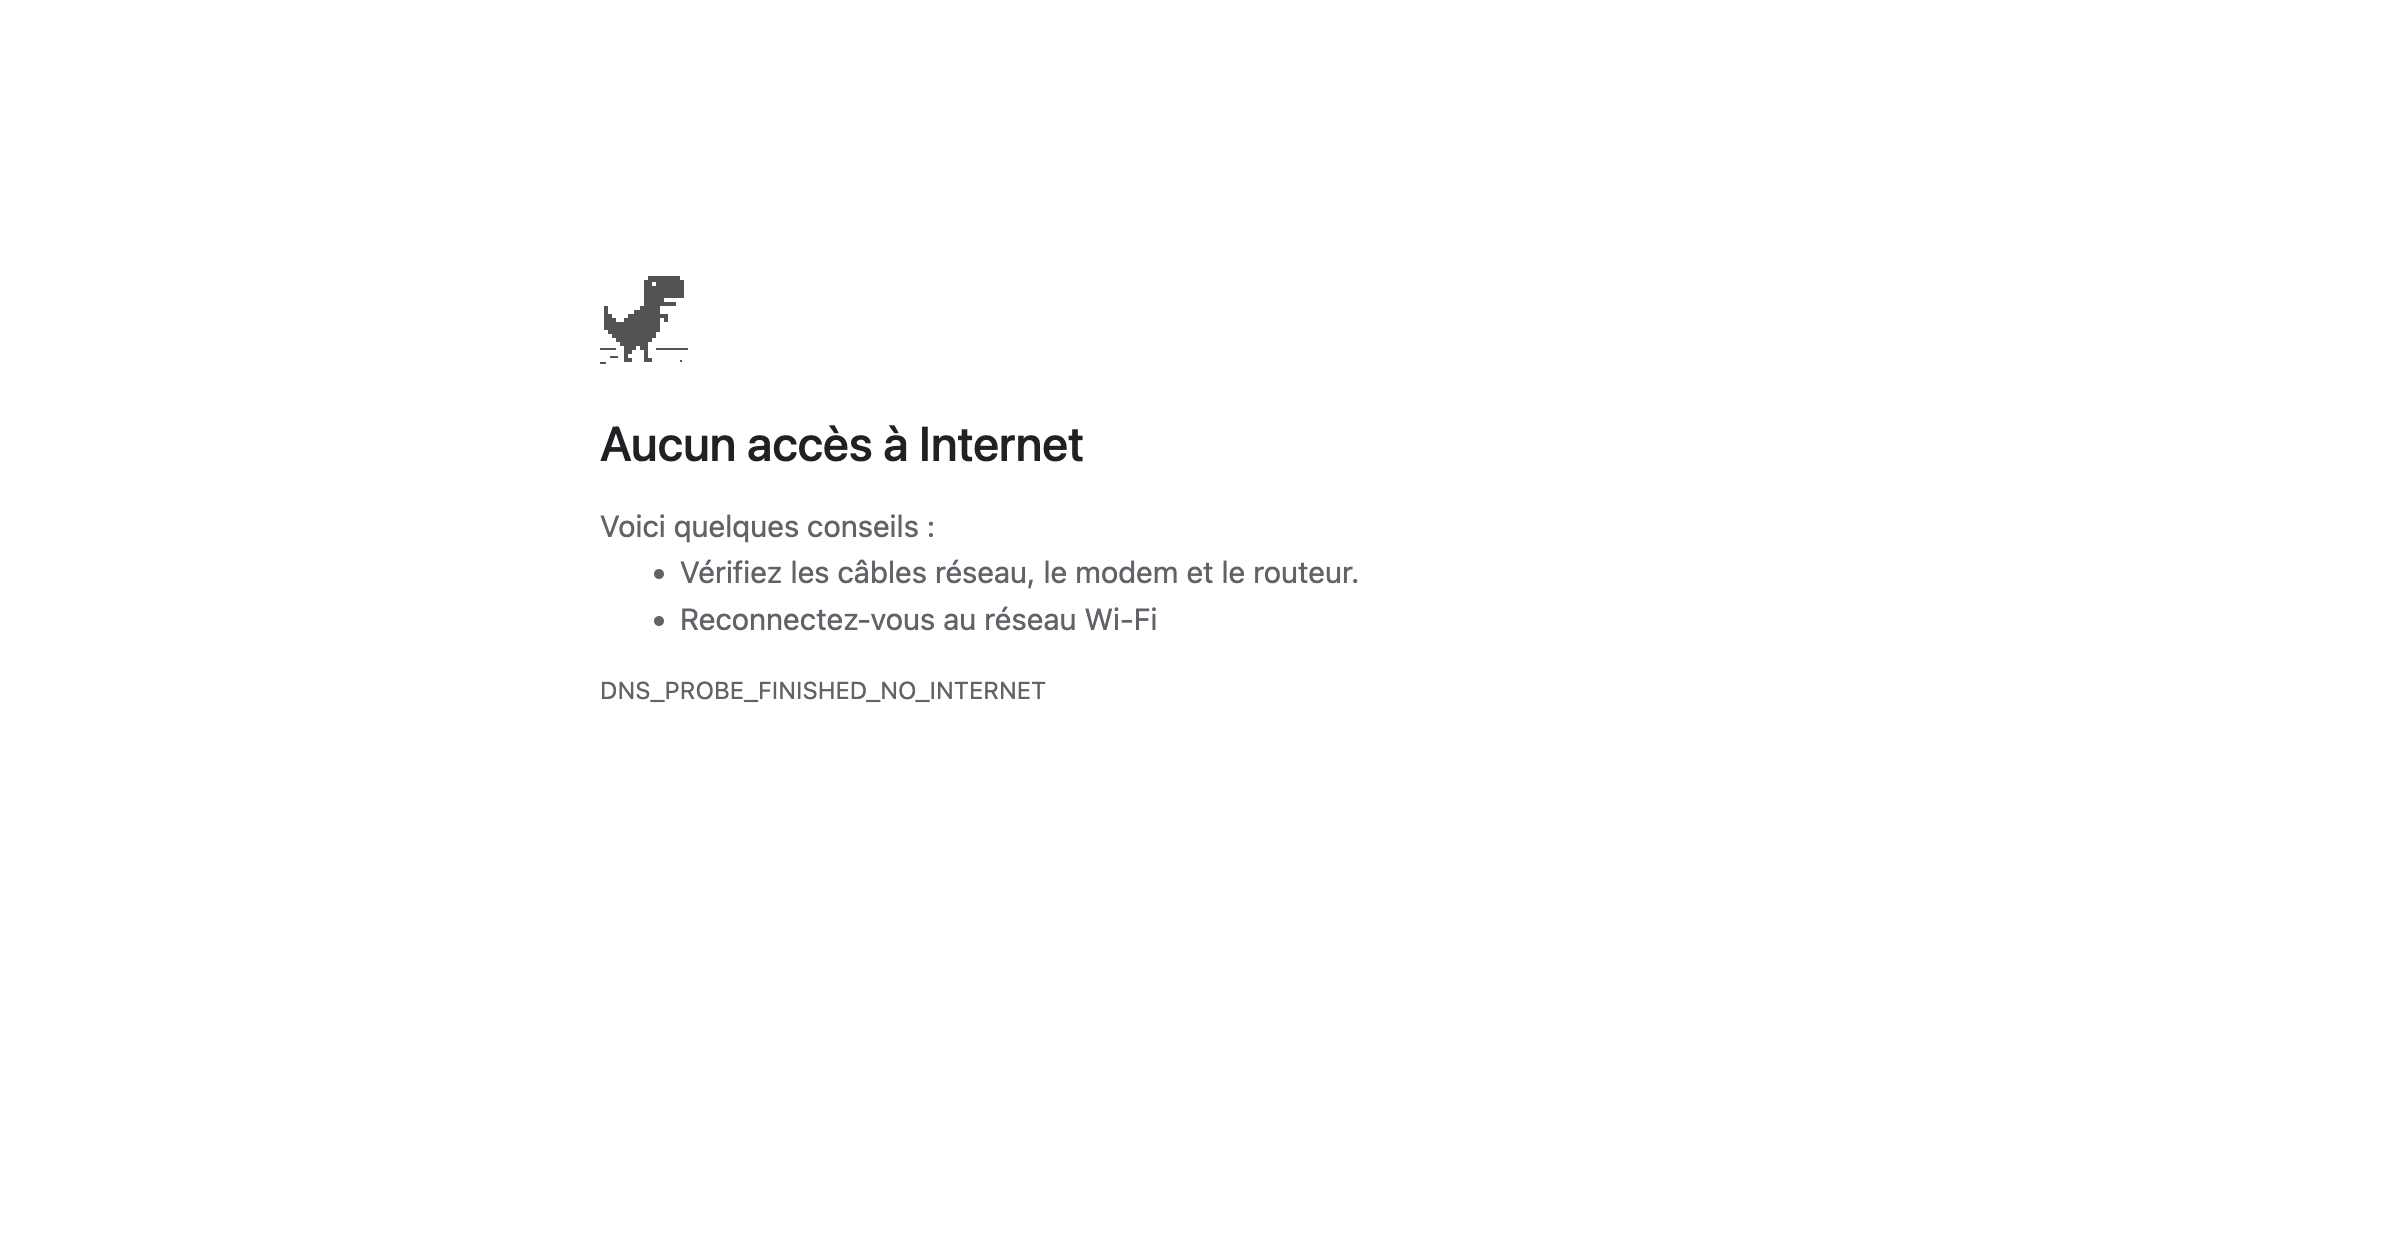 Aucun accès à Internet
Voici quelques conseils :
Vérifiez les câbles réseau, le modem et le routeur.
Reconnectez-vous au réseau Wi-Fi
DNS_PROBE_FINISHED_NO_INTERNET